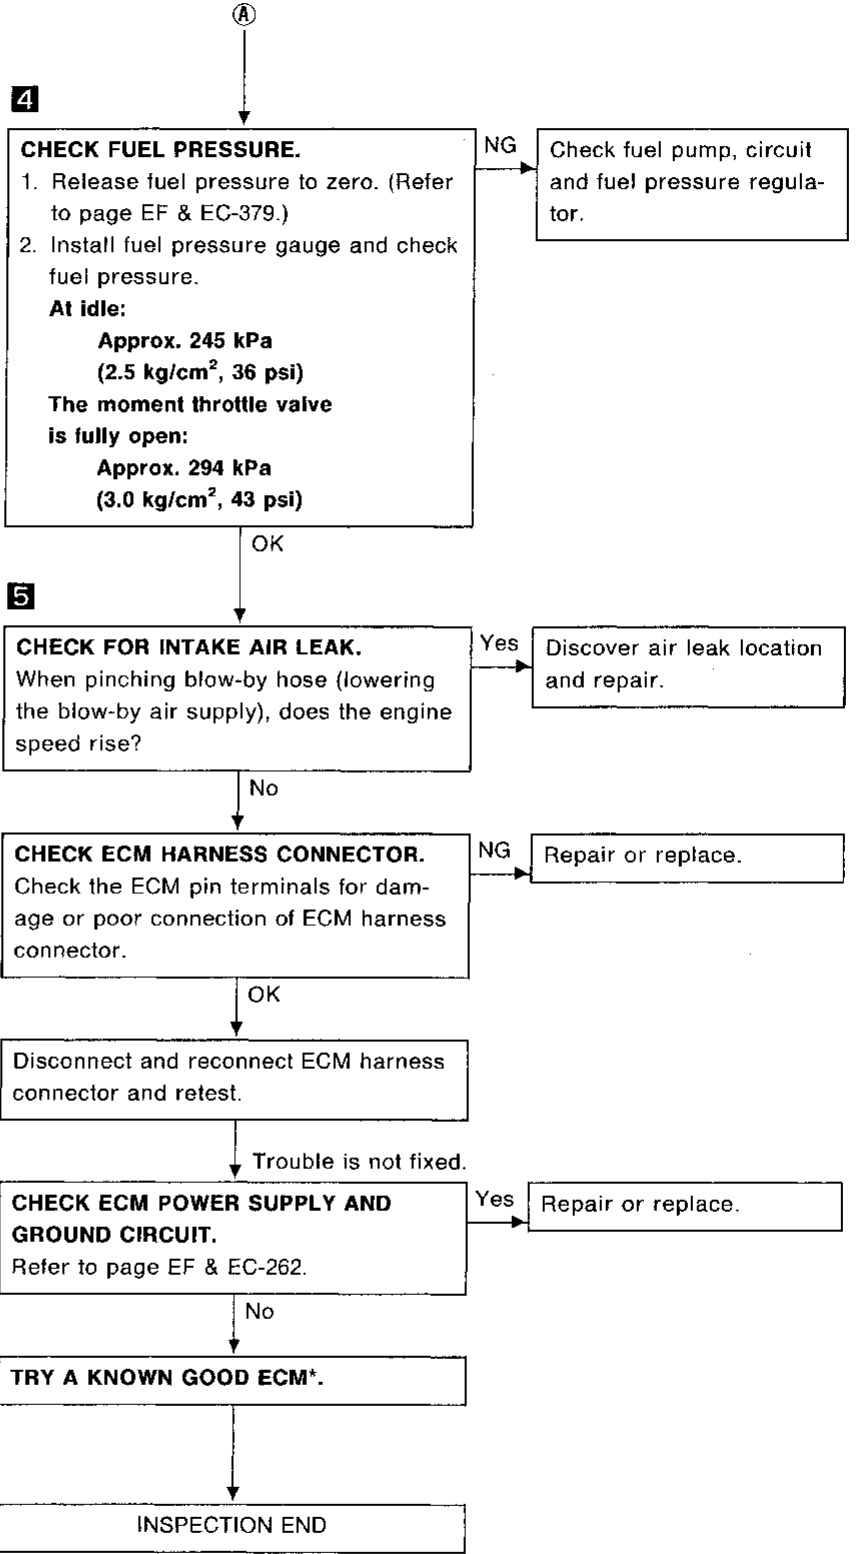 Ⓐ
4
CHECK FUEL PRESSURE.
1. Release fuel pressure to zero. (Refer
to page EF & EC-379.)
2. Install fuel pressure gauge and check
fuel pressure.
At idle:
Approx. 245 kPa
(2.5 kg/cm², 36 psi)
The moment throttle valve
is fully open:
Approx. 294 kPa
(3.0 kg/cm², 43 psi)
NG
Check fuel pump, circuit
and fuel pressure regula-
tor.
OK
5
CHECK FOR INTAKE AIR LEAK.
When pinching blow-by hose (lowering
the blow-by air supply), does the engine
speed rise?
Yes
Discover air leak location
and repair.
No
CHECK ECM HARNESS CONNECTOR.
Check the ECM pin terminals for dam-
age or poor connection of ECM harness
connector.
NG
Repair or replace.
OK
Disconnect and reconnect ECM harness
connector and retest.
Trouble is not fixed.
CHECK ECM POWER SUPPLY AND
GROUND CIRCUIT.
Refer to page EF & EC-262.
Yes
Repair or replace.
No
TRY A KNOWN GOOD ECM*.
INSPECTION END